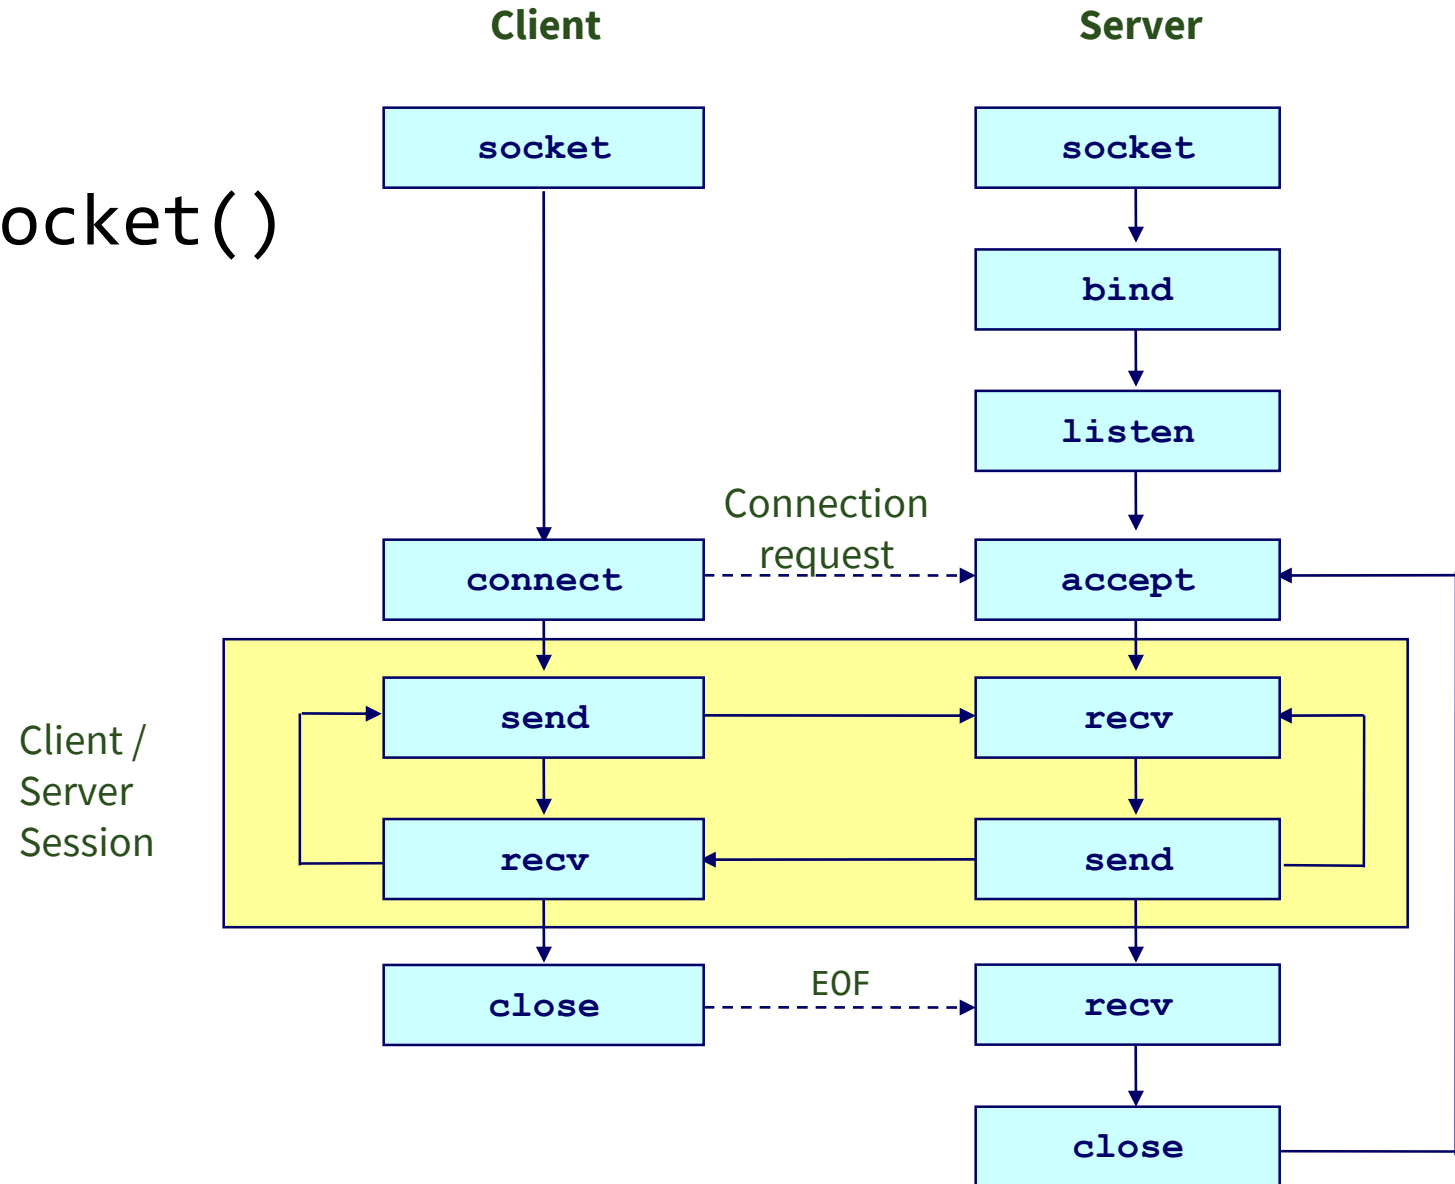 Client
Server
socket
socket
ocket()
bind
listen
Connection
request
connect
accept
send
recv
Client /
Server
Session
recv
send
close
EOF
recv
close